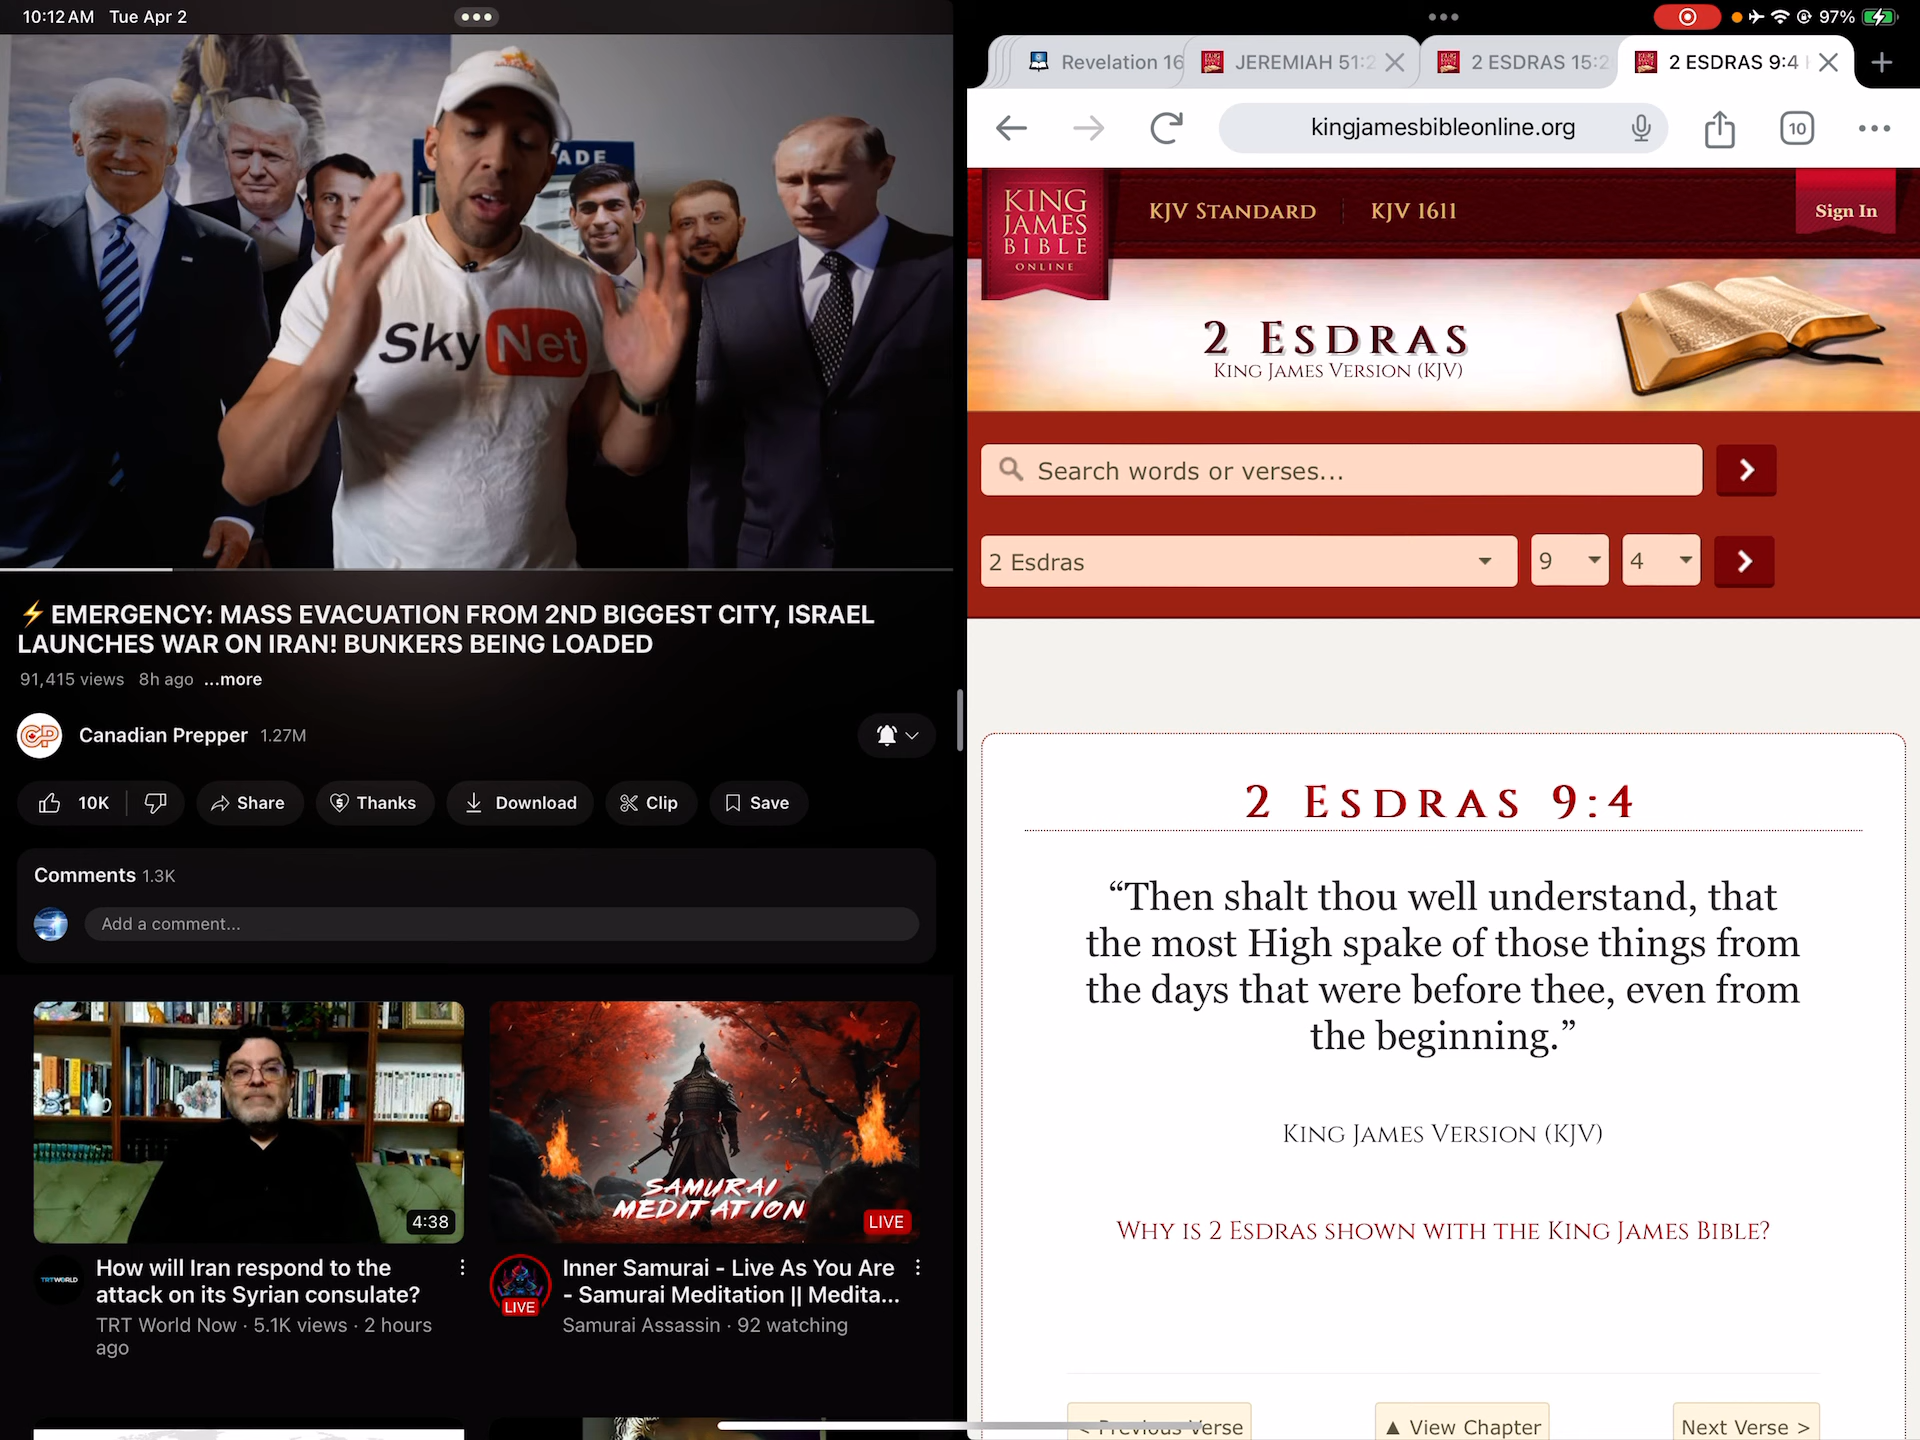 10:12 AM Tue Apr 2
97%
ADE
SkyNet
⚡ EMERGENCY: MASS EVACUATION FROM 2ND BIGGEST CITY, ISRAEL
LAUNCHES WAR ON IRAN! BUNKERS BEING LOADED
91,415 views 8h ago ...more
CP
Canadian Prepper 1.27M
10K
Share
Thanks
Download
Clip
Save
Comments 1.3K
Add a comment...
4:38
SAMURAI
MEDITATION
LIVE
TRT WORLD
How will Iran respond to the
attack on its Syrian consulate?
TRT World Now · 5.1K views · 2 hours
ago
LIVE
Inner Samurai - Live As You Are
- Samurai Meditation || Medita...
Samurai Assassin · 92 watching
Revelation 16
JEREMIAH 51:2
2 ESDRAS 15:2
2 ESDRAS 9:4
kingjamesbibleonline.org
10
KING
JAMES
BIBLE
ONLINE
KJV STANDARD
KJV 1611
Sign In
2 ESDRAS
KING JAMES VERSION (KJV)
Search words or verses...
2 Esdras
9
4
2 ESDRAS 9:4
“Then shalt thou well understand, that
the most High spake of those things from
the days that were before thee, even from
the beginning.”
KING JAMES VERSION (KJV)
WHY IS 2 ESDRAS SHOWN WITH THE KING JAMES BIBLE?
< Previous Verse
▲ View Chapter
Next Verse >